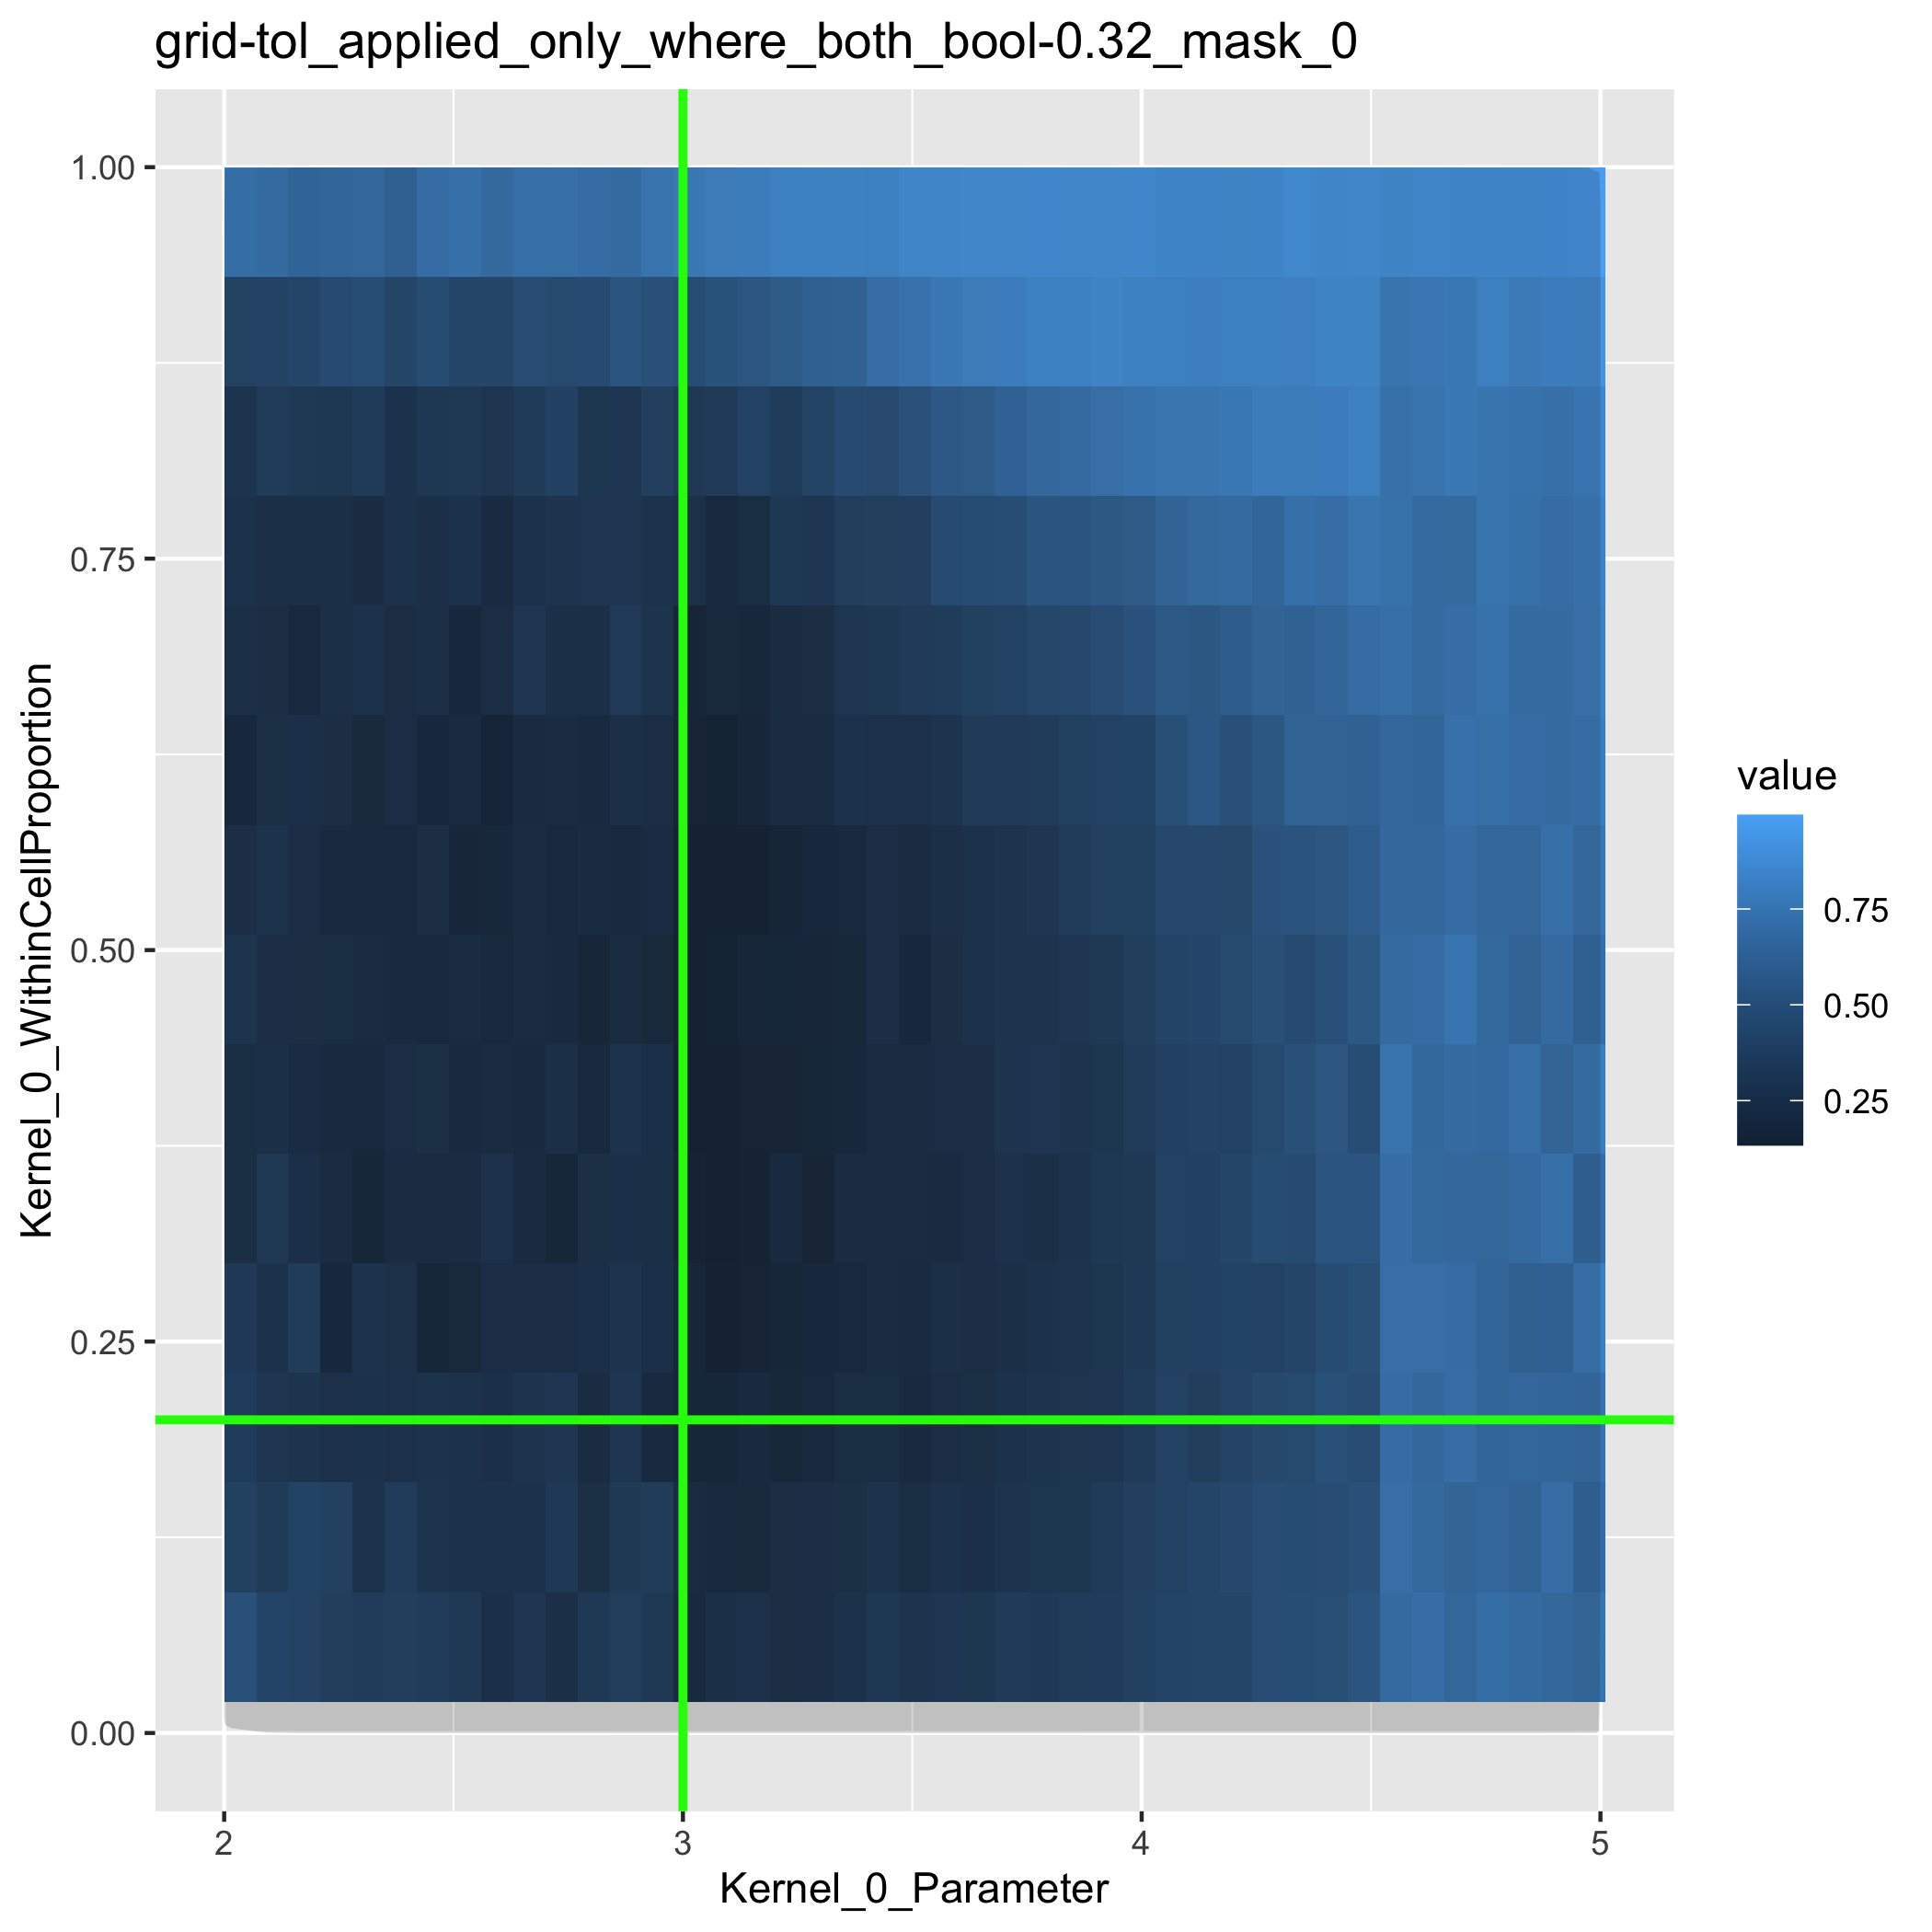 grid-tol_applied_only_where_both_bool-0.32_mask_0
1.00
0.75
0.50
0.25
0.00
Kernel_0_WithinCellProportion
2 3 4 5
Kernel_0_Parameter
value
0.75
0.50
0.25